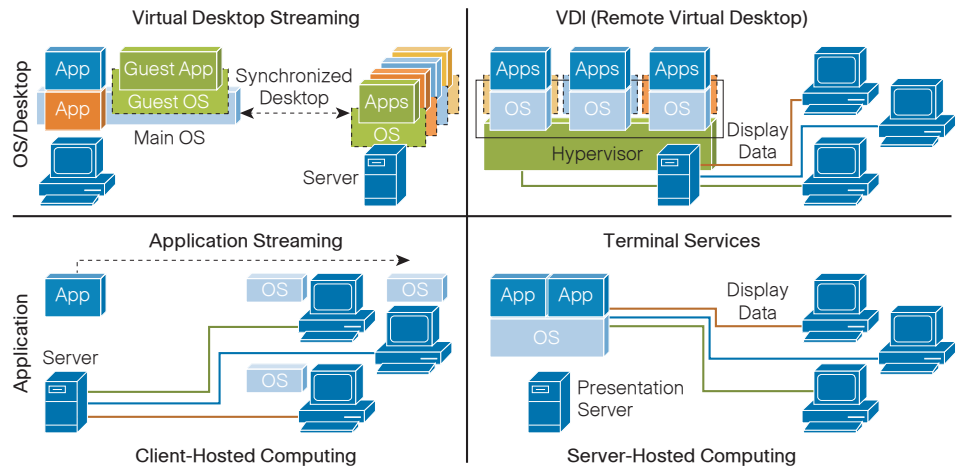 Virtual Desktop Streaming
OS/Desktop
App
Guest App
App
Guest OS
Main OS
Synchronized
Desktop
Apps
OS
Server
VDI (Remote Virtual Desktop)
Apps
Apps
Apps
OS
OS
OS
Hypervisor
Display
Data
Application Streaming
Application
App
OS
OS
OS
Server
Client-Hosted Computing
Terminal Services
App
App
OS
Display
Data
Presentation
Server
Server-Hosted Computing